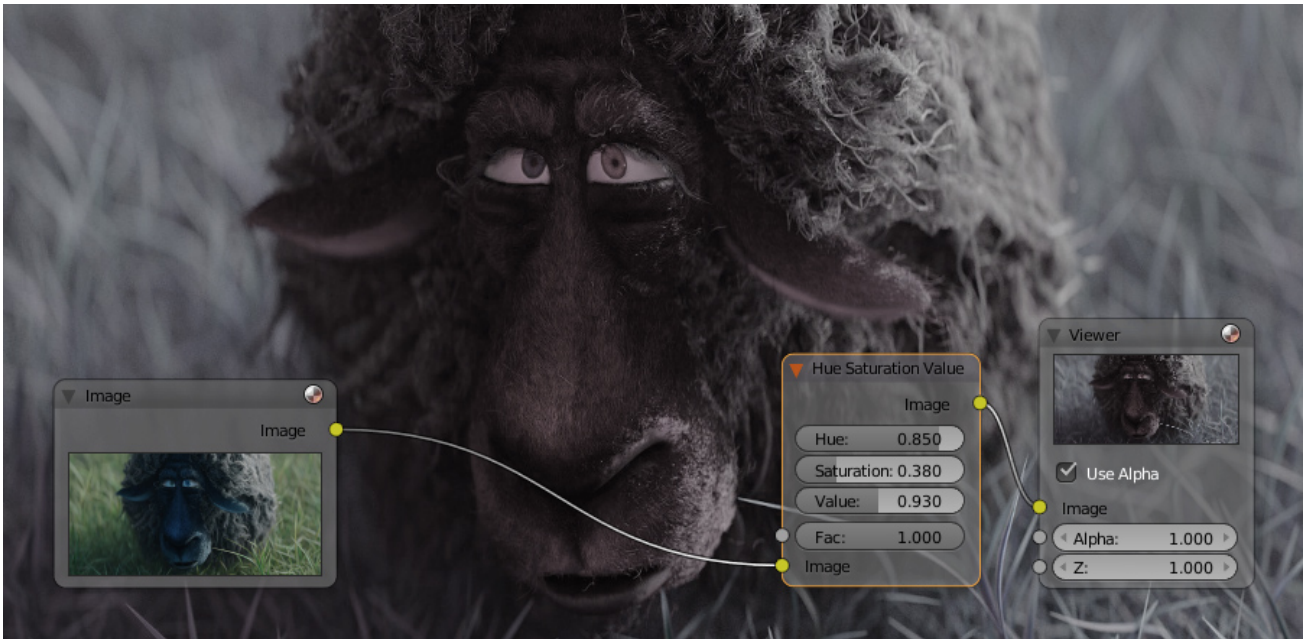 Image
Image
Hue Saturation Value
Image
Hue: 0.850
Saturation: 0.380
Value: 0.930
Fac: 1.000
Image
Viewer
Use Alpha
Image
Alpha: 1.000
Z: 1.000